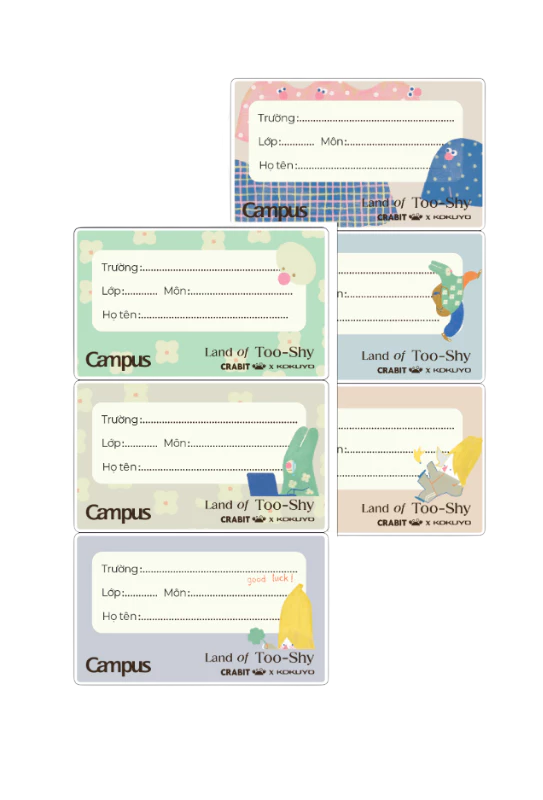 Trường:
Lớp: Môn:
Họ tên:
Campus
Land of Too-Shy
CRABIT x KOKUYO
Trường:
Lớp: Môn:
Họ tên:
Campus
Land of Too-Shy
CRABIT x KOKUYO
n:
Land of Too-Shy
CRABIT x KOKUYO
Trường:
Lớp: Môn:
Họ tên:
Campus
Land of Too-Shy
CRABIT x KOKUYO
n:
Land of Too-Shy
CRABIT x KOKUYO
Trường:
good luck!
Lớp: Môn:
Họ tên:
Campus
Land of Too-Shy
CRABIT x KOKUYO